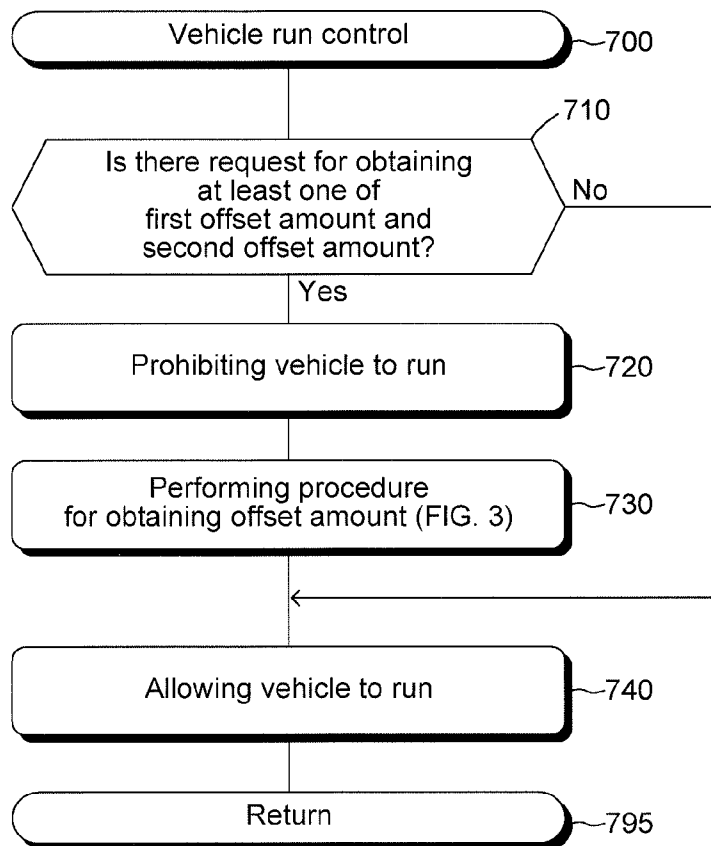 Vehicle run control
700
710
Is there request for obtaining
at least one of
first offset amount and
second offset amount?
No
Yes
Prohibiting vehicle to run
720
Performing procedure
for obtaining offset amount (FIG. 3)
730
Allowing vehicle to run
740
Return
795